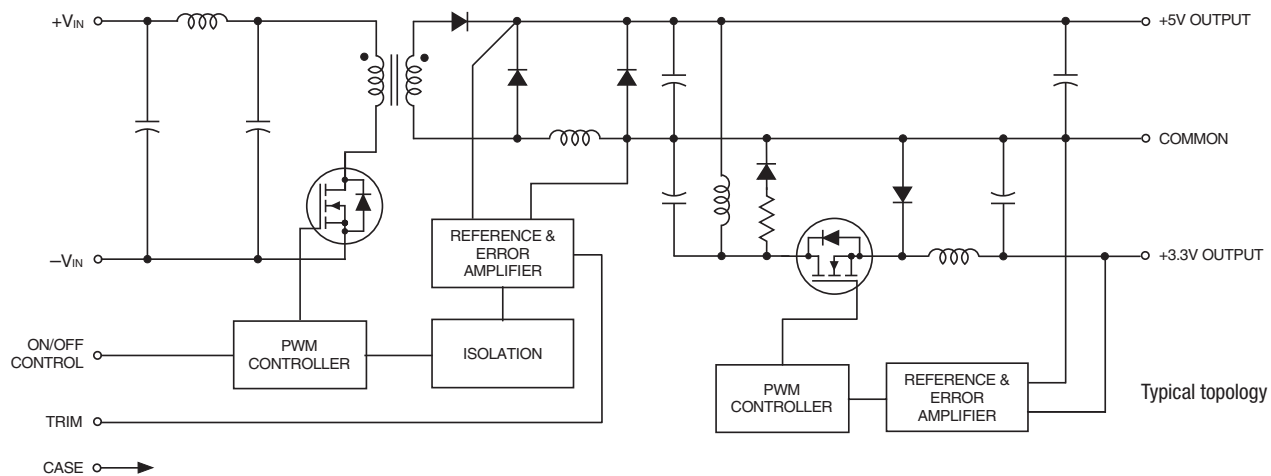 +VIN
+5V OUTPUT
COMMON
REFERENCE &
ERROR
AMPLIFIER
–VIN
+3.3V OUTPUT
ON/OFF
CONTROL
PWM
CONTROLLER
ISOLATION
PWM
CONTROLLER
REFERENCE &
ERROR
AMPLIFIER
Typical topology
TRIM
CASE